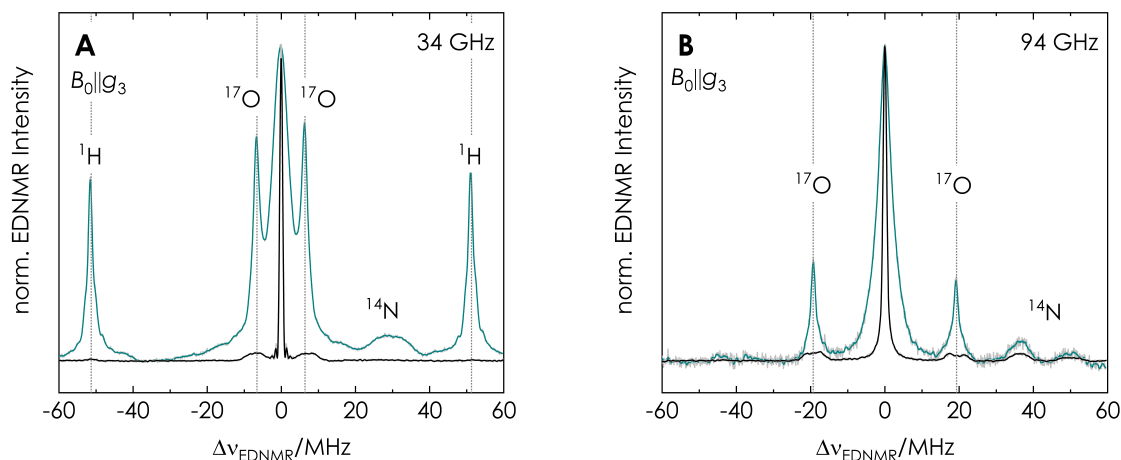 A
34 GHz
B₀||g₃
¹⁷O
¹⁷O
¹H
¹H
¹⁴N
norm. EDNMR Intensity
-60
-40
-20
0
20
40
60
Δν_EDNMR/MHz
B
94 GHz
B₀||g₃
¹⁷O
¹⁷O
¹⁴N
norm. EDNMR Intensity
-60
-40
-20
0
20
40
60
Δν_EDNMR/MHz